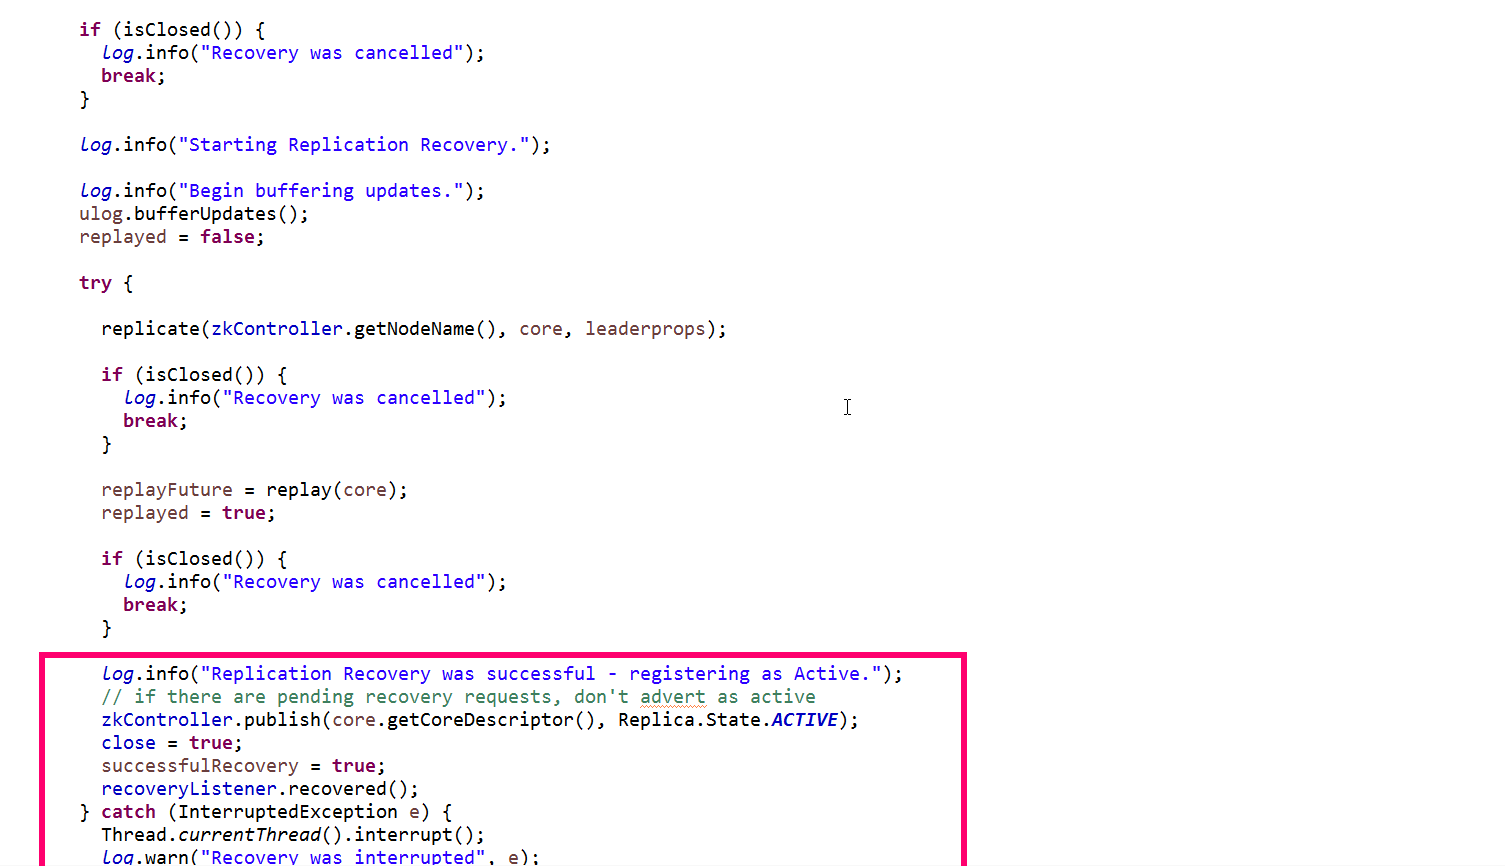 if (isClosed()) {
log.info("Recovery was cancelled");
break;
}
log.info("Starting Replication Recovery.");
log.info("Begin buffering updates.");
ulog.bufferUpdates();
replayed = false;
try {
replicate(zkController.getNodeName(), core, leaderprops);
if (isClosed()) {
log.info("Recovery was cancelled");
break;
}
replayFuture = replay(core);
replayed = true;
if (isClosed()) {
log.info("Recovery was cancelled");
break;
}
log.info("Replication Recovery was successful - registering as Active.");
// if there are pending recovery requests, don't advert as active
zkController.publish(core.getCoreDescriptor(), Replica.State.ACTIVE);
close = true;
successfulRecovery = true;
recoveryListener.recovered();
} catch (InterruptedException e) {
Thread.currentThread().interrupt();
log.warn("Recovery was interrupted", e);